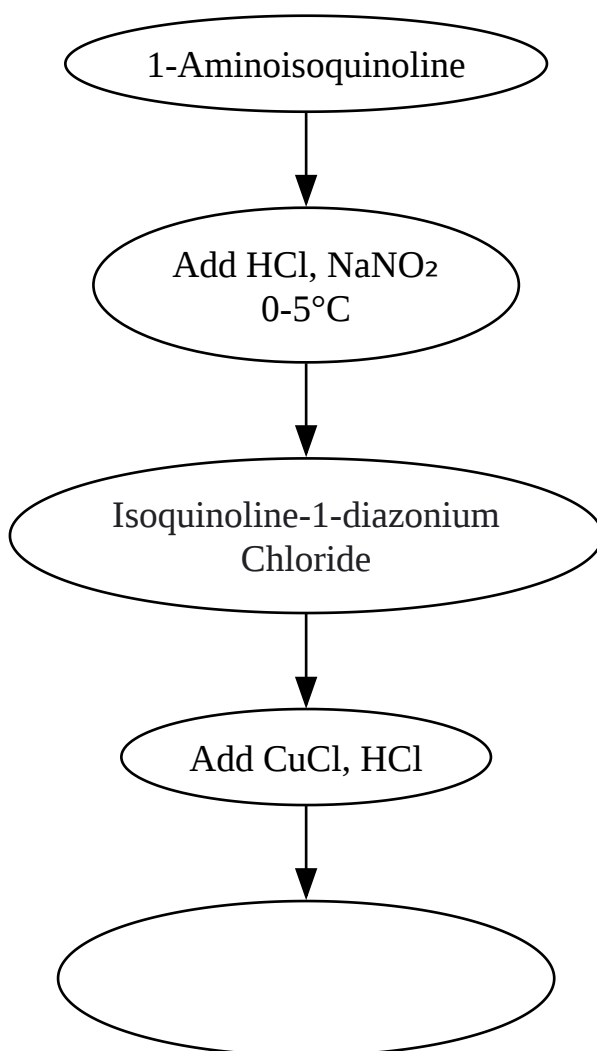 1-Aminoisoquinoline
Add HCl, NaNO₂
0-5°C
Isoquinoline-1-diazonium
Chloride
Add CuCl, HCl